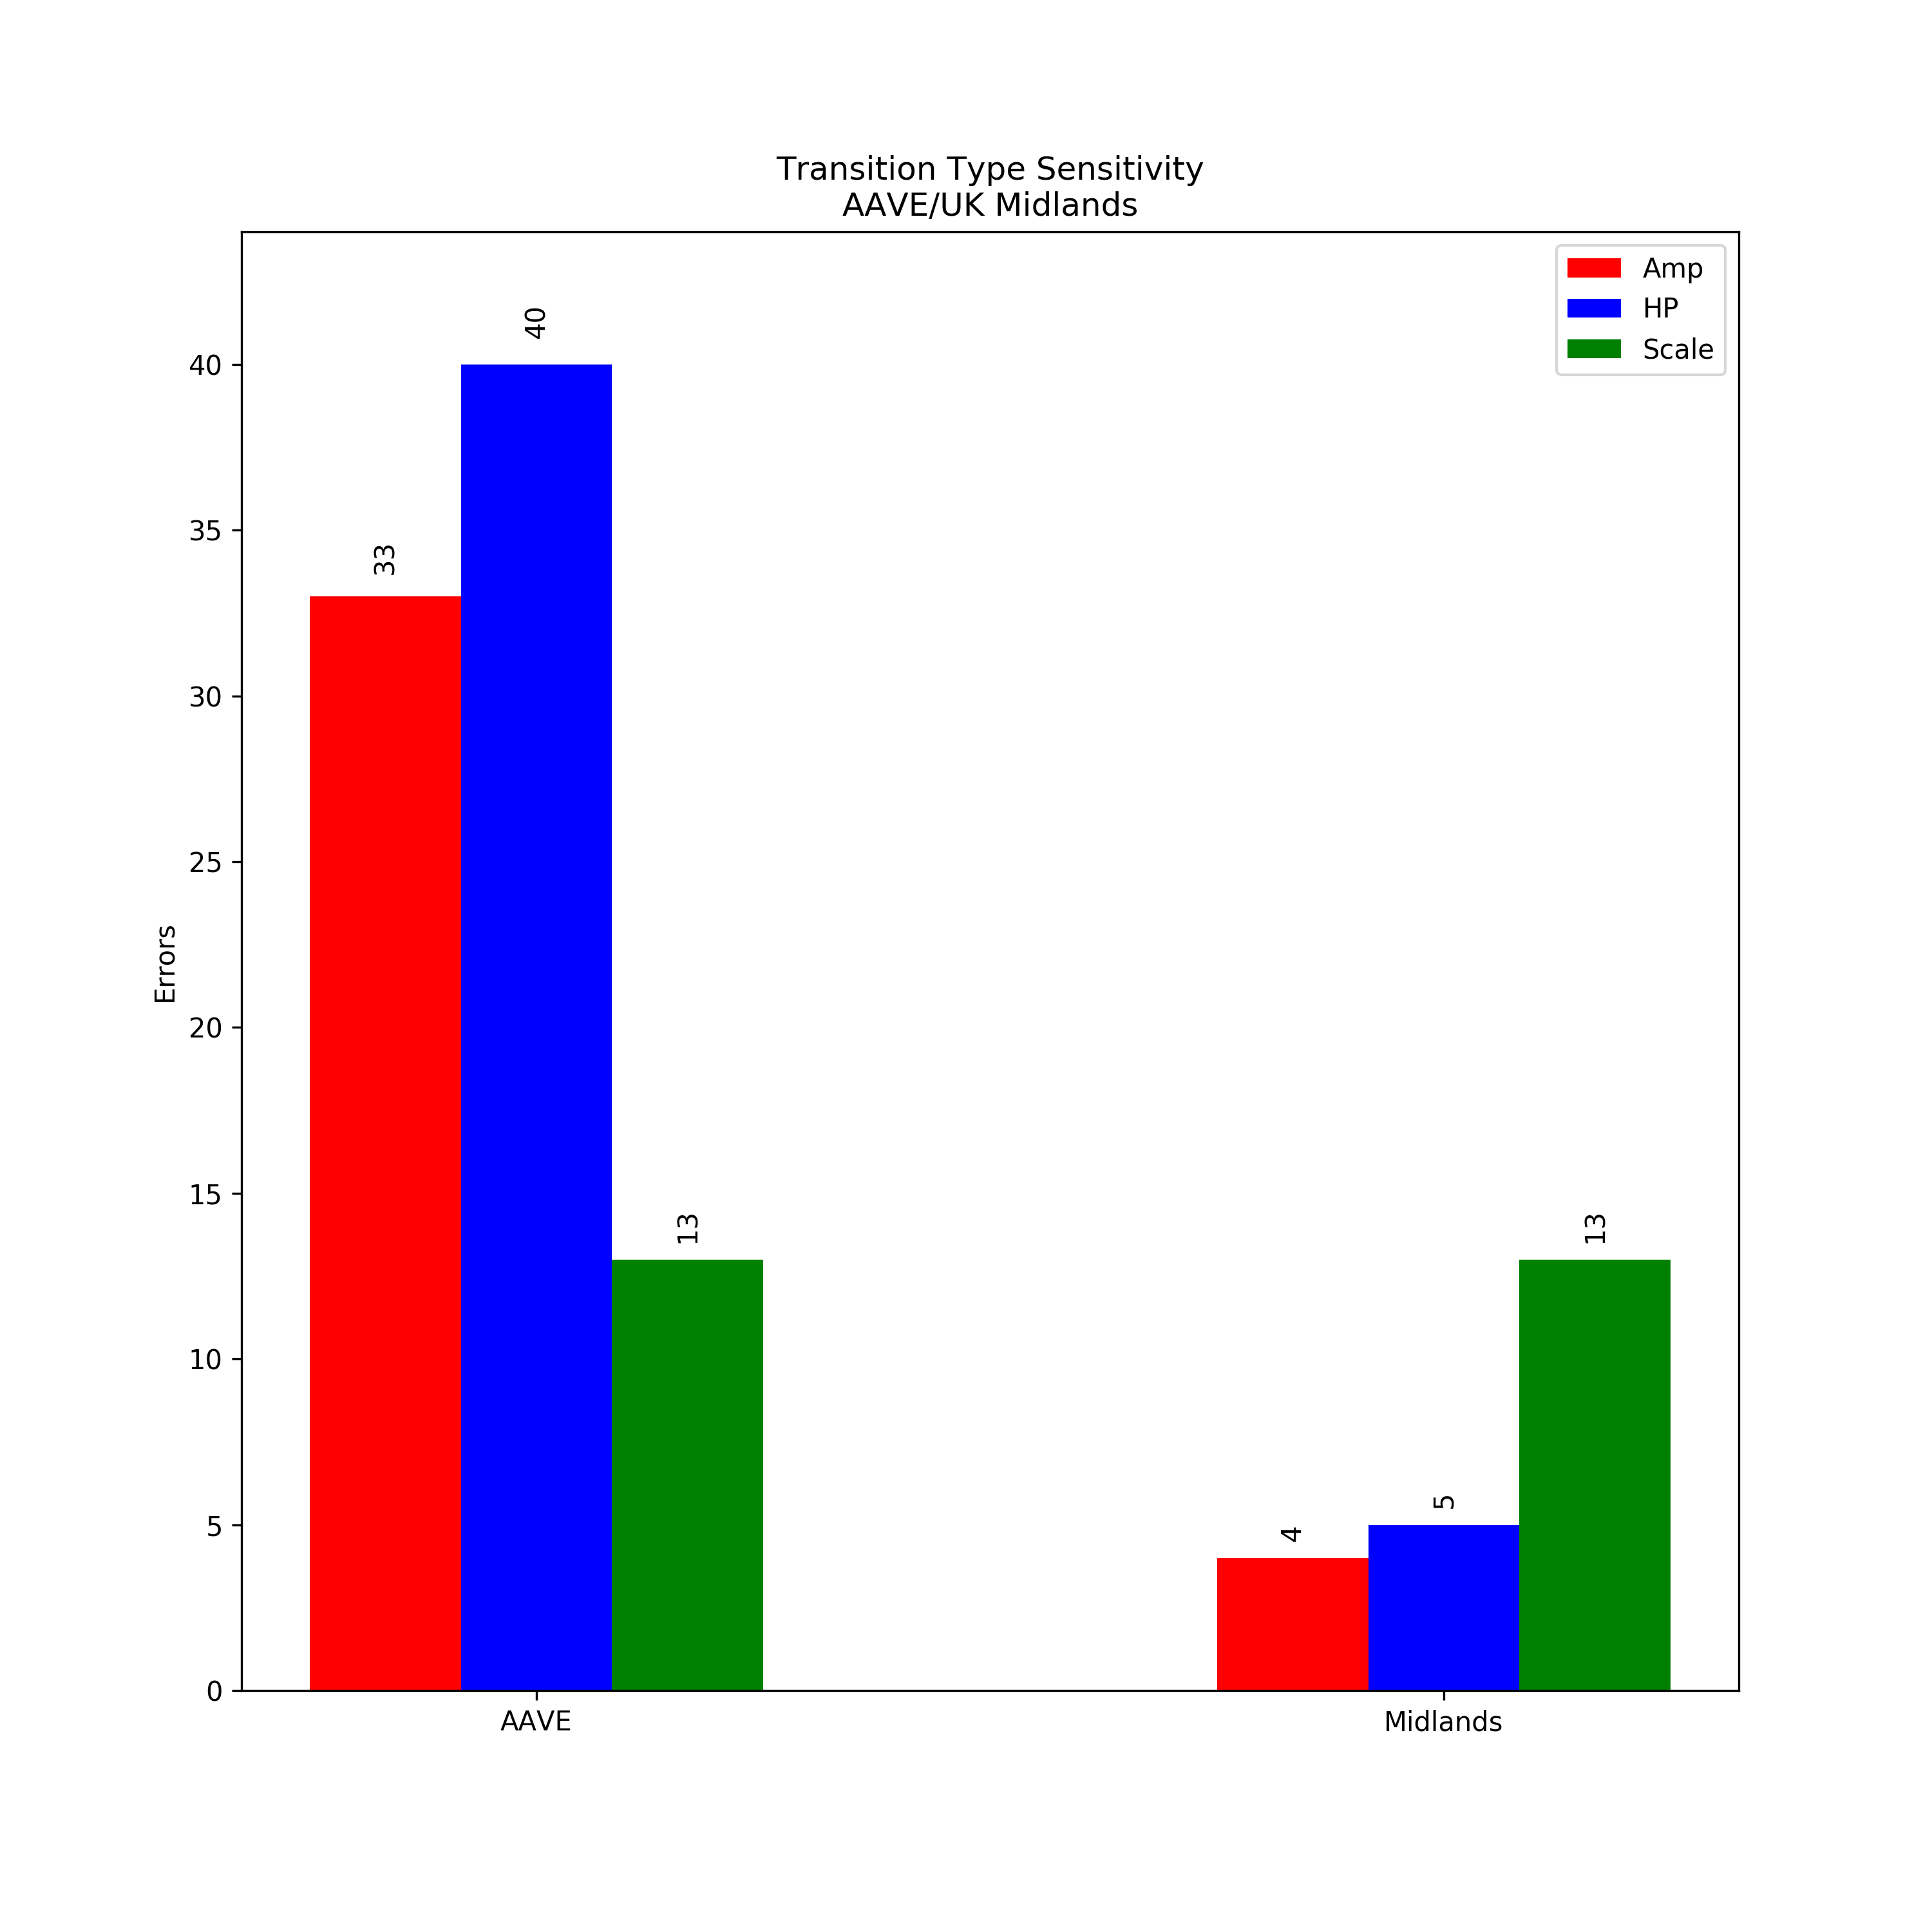 Transition Type Sensitivity
AAVE/UK Midlands
Amp
HP
Scale
Errors
40
35
30
25
20
15
10
5
0
33
40
13
4
5
13
AAVE
Midlands